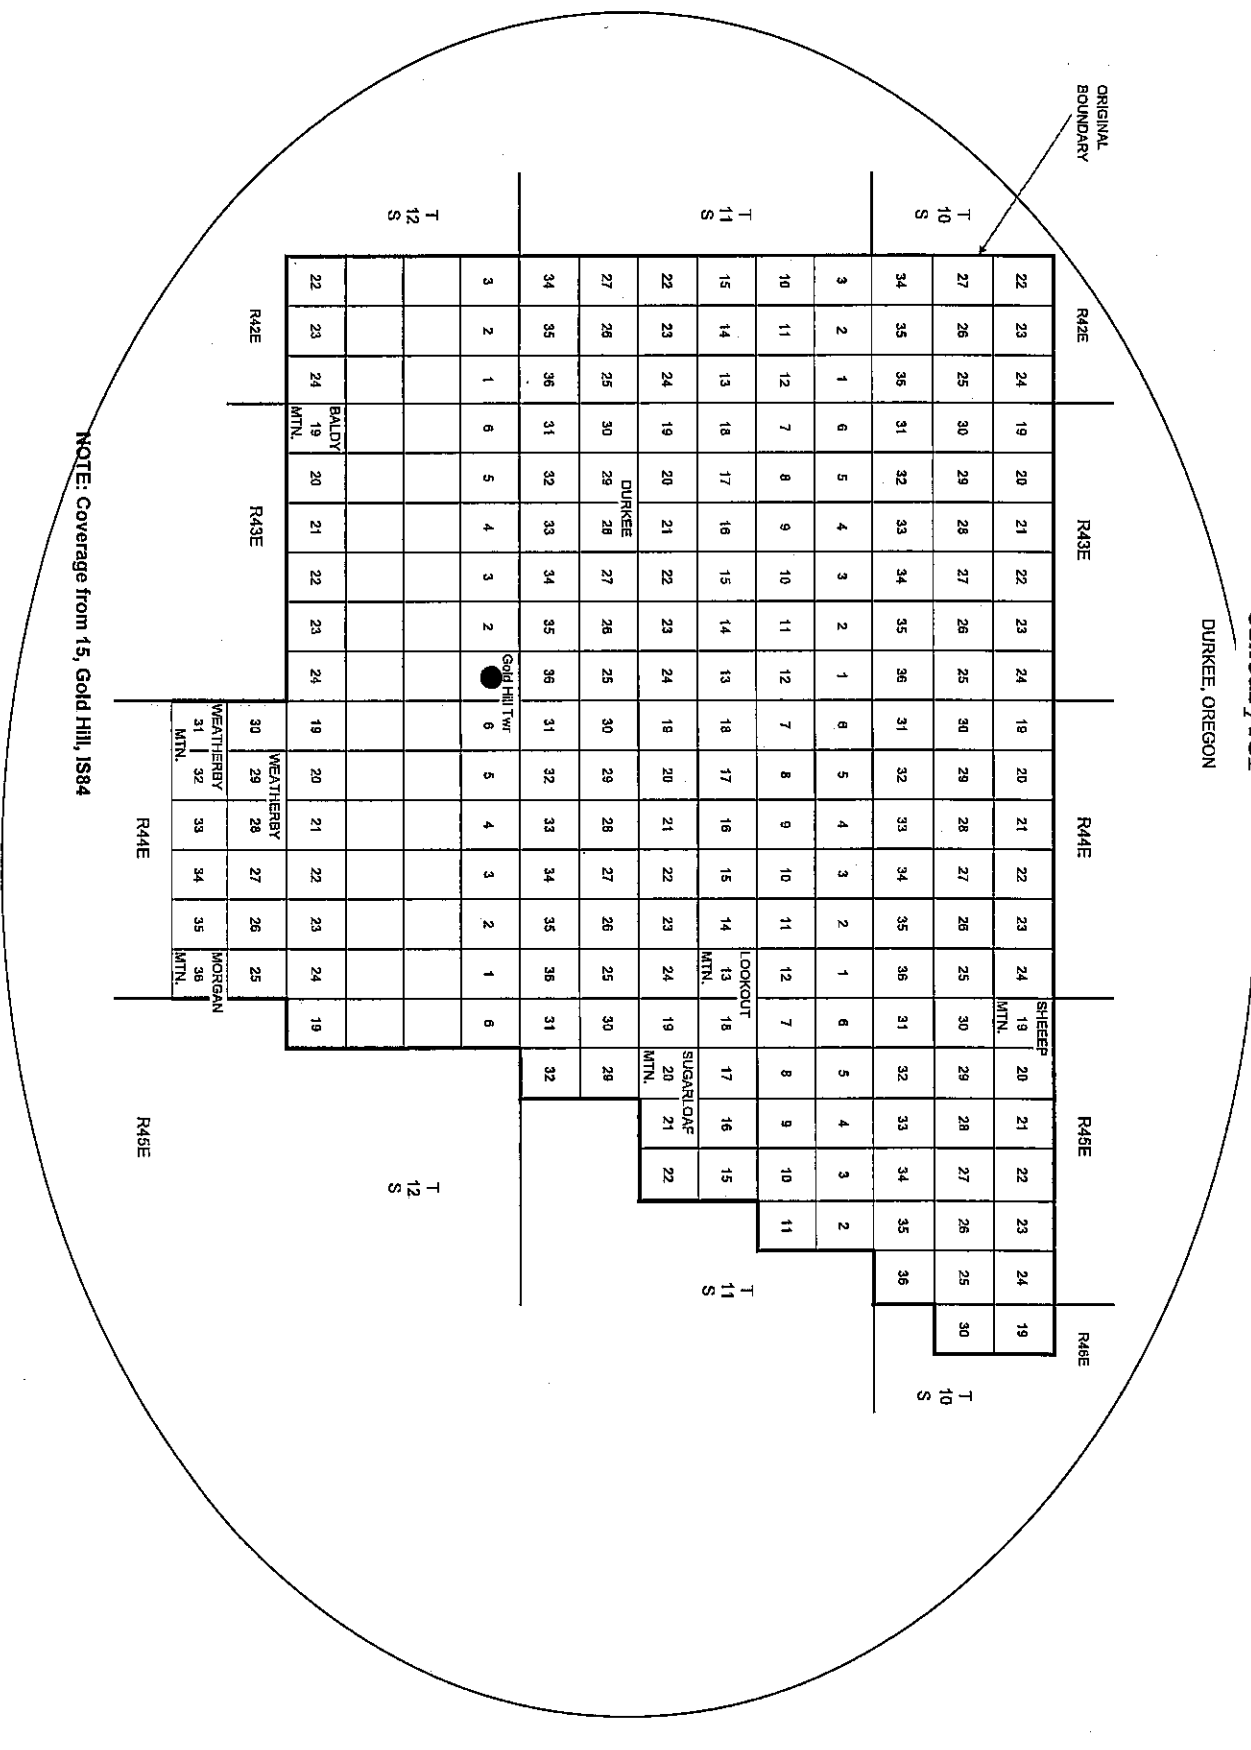 DURKEE, OREGON
ORIGINAL
BOUNDARY
R42E R43E R44E R45E R46E
SHEEEP
22 23 24 19 20 21 22 23 24 19 20 21 22 23 24 19 20 21 22 23 24 19
MTN.
T
10
S
27 26 25 30 29 28 27 26 25 30 29 28 27 26 25 30 29 28 27 26 25 30
T
10
S
34 35 36 31 32 33 34 35 36 31 32 33 34 35 36 31 32 33 34 35 36
3 2 1 6 5 4 3 2 1 6 5 4 3 2 1 6 5 4 3 2
10 11 12 7 8 9 10 11 12 7 8 9 10 11 12 7 8 9 10 11
LOOKOUT
T
11
S
15 14 13 18 17 16 15 14 13 18 17 16 15 14 13 18 17 16 15
T
11
S
MTN.
SUGARLOAF
22 23 24 19 20 21 22 23 24 19 20 21 22 23 24 19 20 21 22
MTN.
DURKEE
27 26 25 30 29 28 27 26 25 30 29 28 27 26 25 30 29
34 35 36 31 32 33 34 35 36 31 32 33 34 35 36 31 32
Gold Hill Twr
3 2 1 6 5 4 3 2 6 5 4 3 2 1 6
T
12
S
T
12
S
BALDY
22 23 24 19 20 21 22 23 24 19 20 21 22 23 24 19
MTN.
WEATHERBY
R42E R43E 30 29 28 27 26 25
WEATHERBY MORGAN
31 32 33 34 35 36
MTN. MTN.
R44E R45E
NOTE: Coverage from 15, Gold Hill, IS84